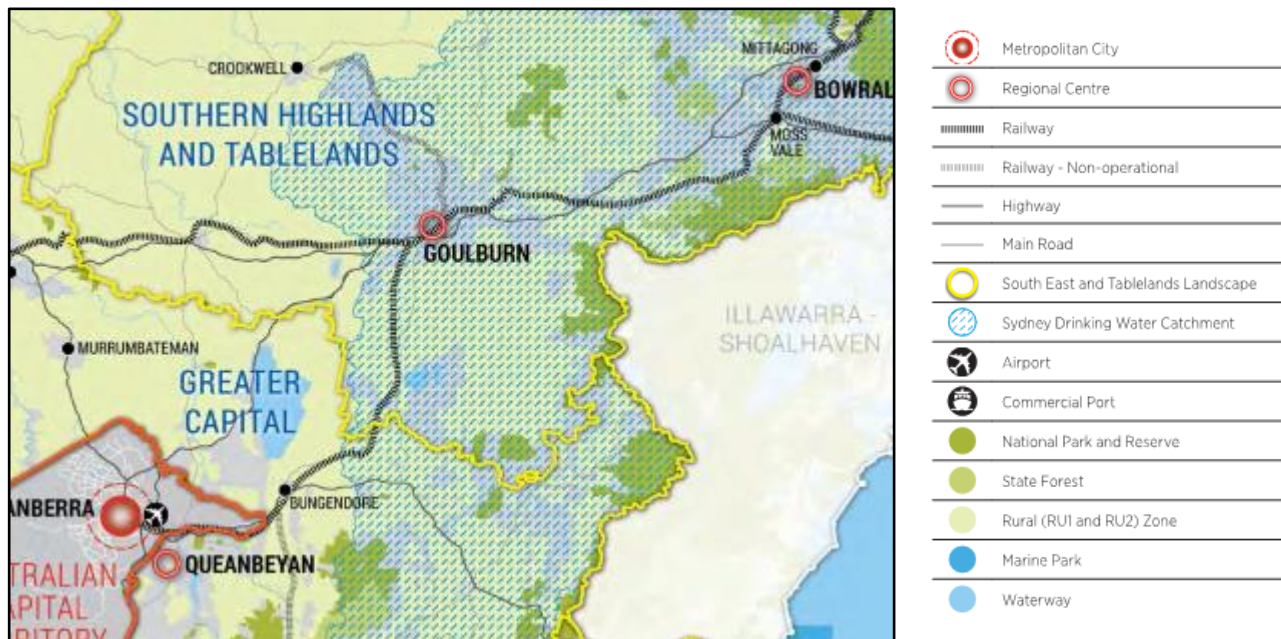 CROOKWELL
MITTAGONG
BOWRAL
SOUTHERN HIGHLANDS
AND TABLELANDS
MOSS
VALE
GOULBURN
ILLAWARRA -
SHOALHAVEN
MURRUMBATEMAN
GREATER
CAPITAL
BUNGENDORE
ANBERRA
QUEANBEYAN
TRALIAN
APITAL
RRITORY
Metropolitan City
Regional Centre
Railway
Railway - Non-operational
Highway
Main Road
South East and Tablelands Landscape
Sydney Drinking Water Catchment
Airport
Commercial Port
National Park and Reserve
State Forest
Rural (RU1 and RU2) Zone
Marine Park
Waterway